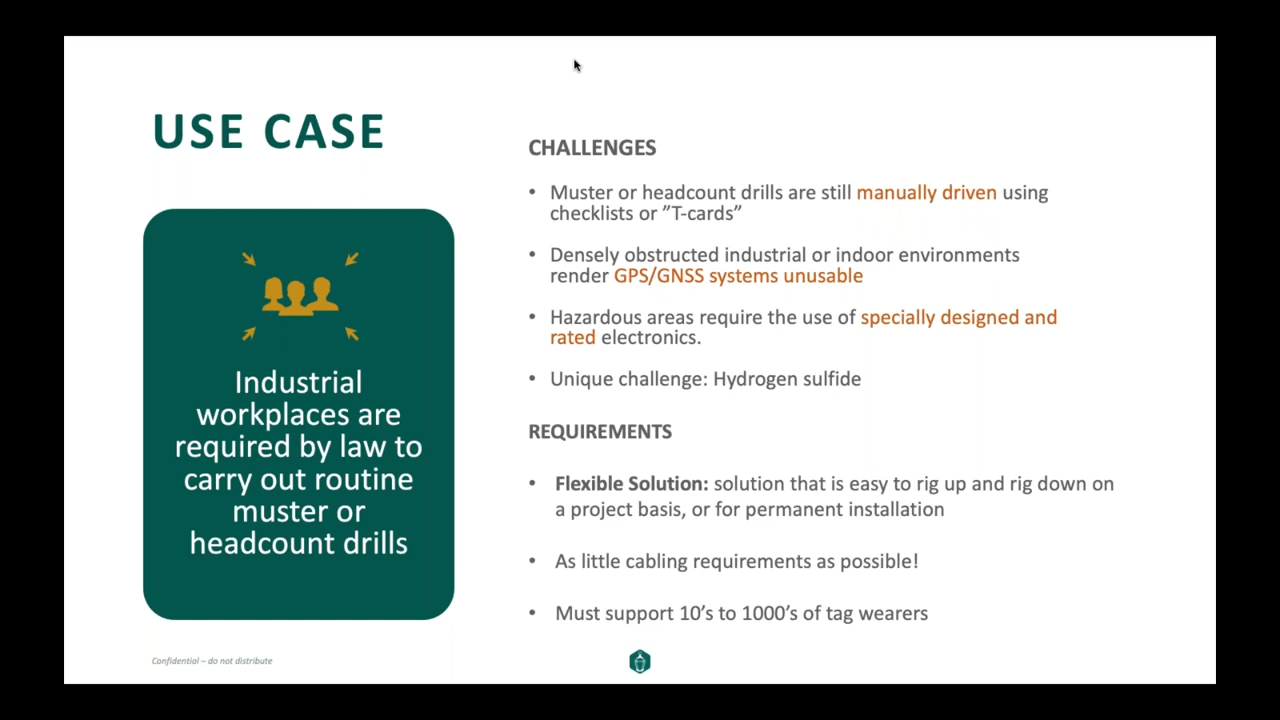 USE CASE
Industrial
workplaces are
required by law to
carry out routine
muster or
headcount drills
CHALLENGES
• Muster or headcount drills are still manually driven using
checklists or ”T-cards”
• Densely obstructed industrial or indoor environments
render GPS/GNSS systems unusable
• Hazardous areas require the use of specially designed and
rated electronics.
• Unique challenge: Hydrogen sulfide
REQUIREMENTS
• Flexible Solution: solution that is easy to rig up and rig down on
a project basis, or for permanent installation
• As little cabling requirements as possible!
• Must support 10’s to 1000’s of tag wearers
Confidential – do not distribute